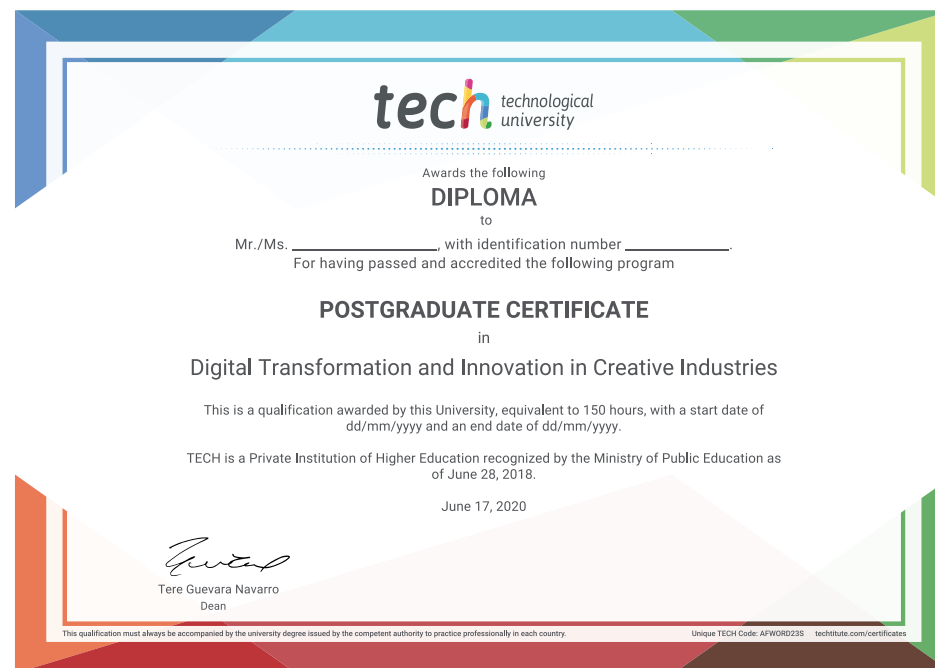 tech technological
university
Awards the following
DIPLOMA
to
Mr./Ms. ____________________, with identification number ______________.
For having passed and accredited the following program
POSTGRADUATE CERTIFICATE
in
Digital Transformation and Innovation in Creative Industries
This is a qualification awarded by this University, equivalent to 150 hours, with a start date of
dd/mm/yyyy and an end date of dd/mm/yyyy.
TECH is a Private Institution of Higher Education recognized by the Ministry of Public Education as
of June 28, 2018.
June 17, 2020
Tere Guevara Navarro
Dean
This qualification must always be accompanied by the university degree issued by the competent authority to practice professionally in each country.
Unique TECH Code: AFWORD23S techtitute.com/certificates